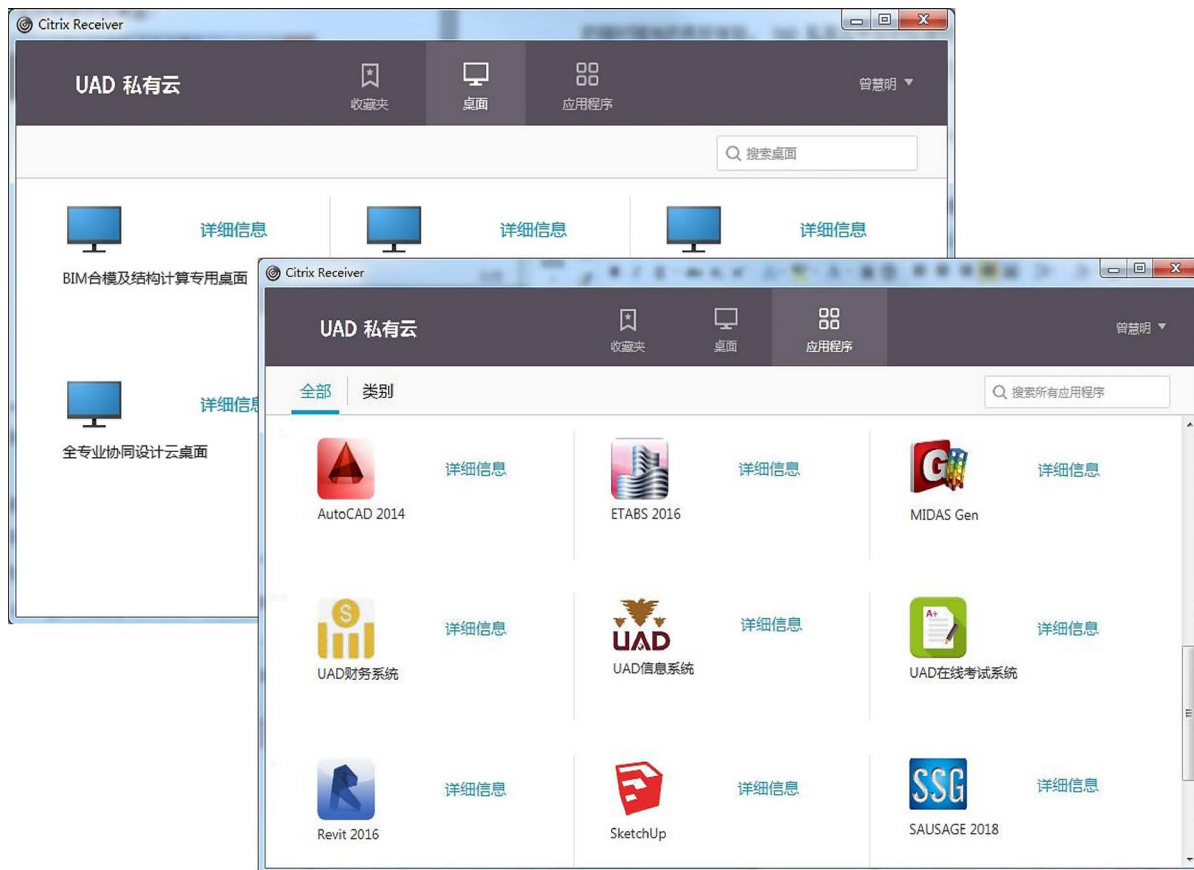 Citrix Receiver
UAD 私有云
收藏夹
桌面
应用程序
曾慧明
搜索桌面
详细信息
详细信息
详细信息
BIM合模及结构计算专用桌面
详细信息
全专业协同设计云桌面
Citrix Receiver
UAD 私有云
收藏夹
桌面
应用程序
曾慧明
全部
类别
搜索所有应用程序
详细信息
详细信息
详细信息
AutoCAD 2014
ETABS 2016
MIDAS Gen
详细信息
UAD
详细信息
A+
详细信息
UAD财务系统
UAD信息系统
UAD在线考试系统
详细信息
详细信息
SSG
详细信息
Revit 2016
SketchUp
SAUSAGE 2018